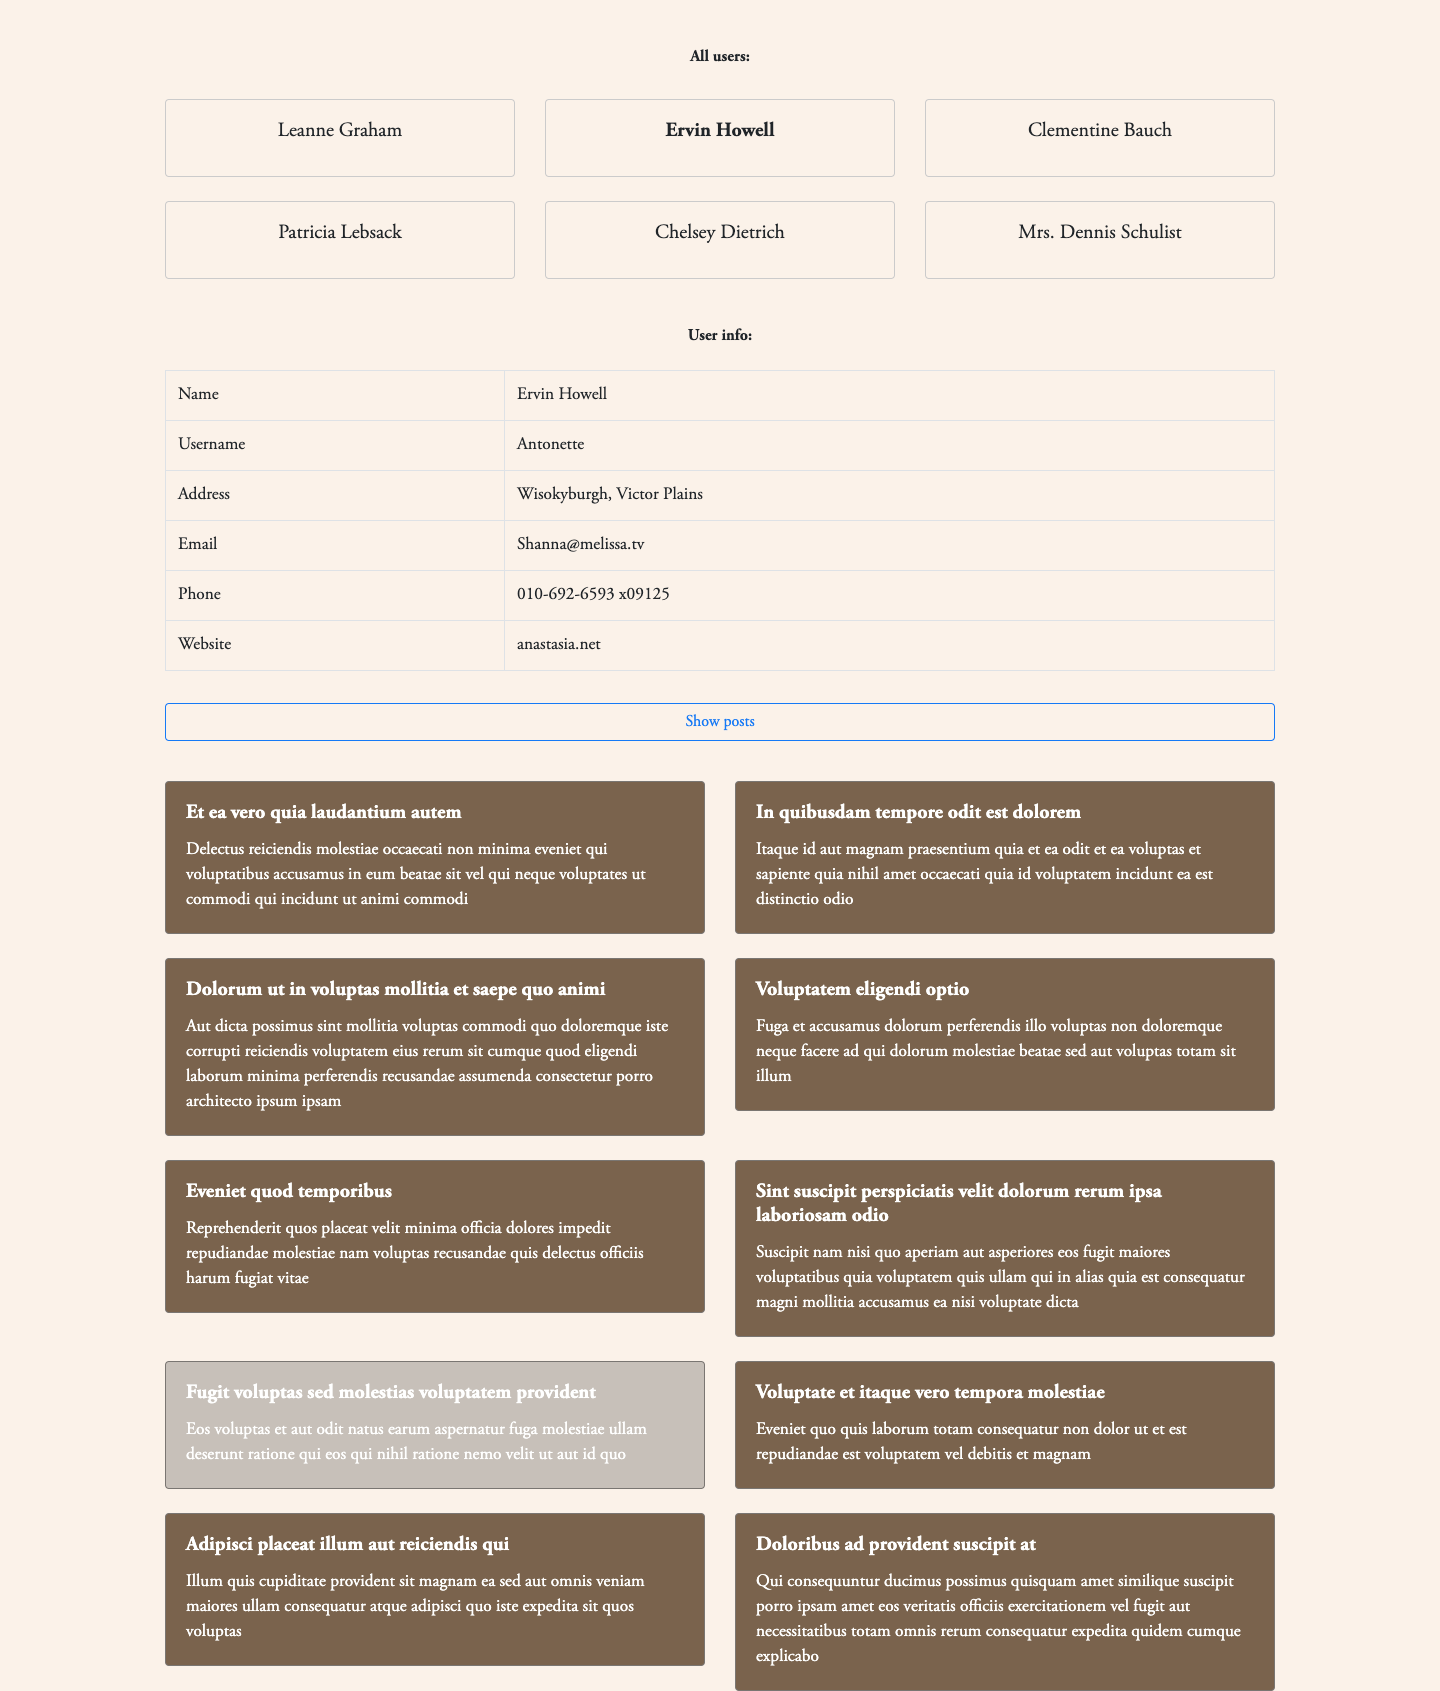 All users:
Leanne Graham
Ervin Howell
Clementine Bauch
Patricia Lebsack
Chelsey Dietrich
Mrs. Dennis Schulist
User info:
Name
Ervin Howell
Username
Antonette
Address
Wisokyburgh, Victor Plains
Email
Shanna@melissa.tv
Phone
010-692-6593 x09125
Website
anastasia.net
Show posts
Et ea vero quia laudantium autem
Delectus reiciendis molestiae occaecati non minima eveniet qui
voluptatibus accusamus in eum beatae sit vel qui neque voluptates ut
commodi qui incidunt ut animi commodi
In quibusdam tempore odit est dolorem
Itaque id aut magnam praesentium quia et ea odit et ea voluptas et
sapiente quia nihil amet occaecati quia id voluptatem incidunt ea est
distinctio odio
Dolorum ut in voluptas mollitia et saepe quo animi
Aut dicta possimus sint mollitia voluptas commodi quo doloremque iste
corrupti reiciendis voluptatem eius rerum sit cumque quod eligendi
laborum minima perferendis recusandae assumenda consectetur porro
architecto ipsum ipsam
Voluptatem eligendi optio
Fuga et accusamus dolorum perferendis illo voluptas non doloremque
neque facere ad qui dolorum molestiae beatae sed aut voluptas totam sit
illum
Eveniet quod temporibus
Reprehenderit quos placeat velit minima officia dolores impedit
repudiandae molestiae nam voluptas recusandae quis delectus officiis
harum fugiat vitae
Sint suscipit perspiciatis velit dolorum rerum ipsa
laboriosam odio
Suscipit nam nisi quo aperiam aut asperiores eos fugit maiores
voluptatibus quia voluptatem quis ullam qui in alias quia est consequatur
magni mollitia accusamus ea nisi voluptate dicta
Fugit voluptas sed molestias voluptatem provident
Eos voluptas et aut odit natus earum aspernatur fuga molestiae ullam
deserunt ratione qui eos qui nihil ratione nemo velit ut aut id quo
Voluptate et itaque vero tempora molestiae
Eveniet quo quis laborum totam consequatur non dolor ut et est
repudiandae est voluptatem vel debitis et magnam
Adipisci placeat illum aut reiciendis qui
Illum quis cupiditate provident sit magnam ea sed aut omnis veniam
maiores ullam consequatur atque adipisci quo iste expedita sit quos
voluptas
Doloribus ad provident suscipit at
Qui consequuntur ducimus possimus quisquam amet similique suscipit
porro ipsam amet eos veritatis officiis exercitationem vel fugit aut
necessitatibus totam omnis rerum consequatur expedita quidem cumque
explicabo